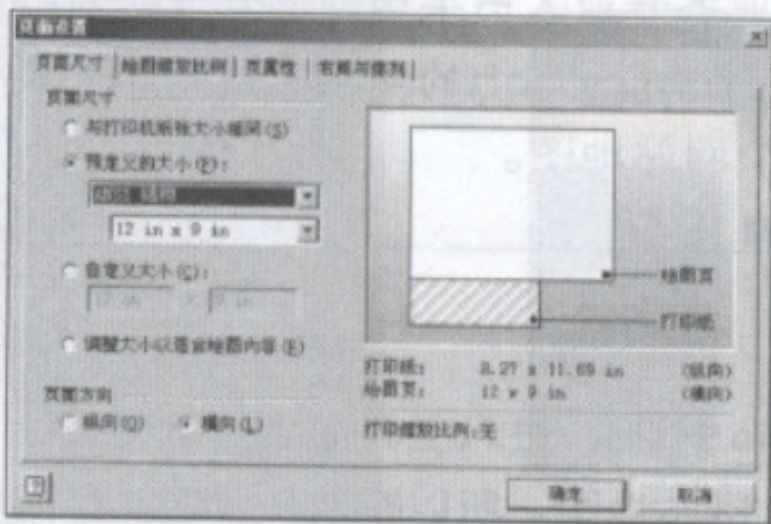 页面设置
页面尺寸 绘图缩放比例 页属性 布局与排列
页面尺寸
与打印机纸张大小相同(S)
预定义的大小(P):
12 in x 9 in
自定义大小(C):
调整大小以适合绘图内容(E)
绘图页
打印纸
打印纸: 8.27 x 11.69 in (纵向)
绘图页: 12 x 9 in (横向)
页面方向
纵向(O) 横向(L)
打印缩放比例:无
确定 取消